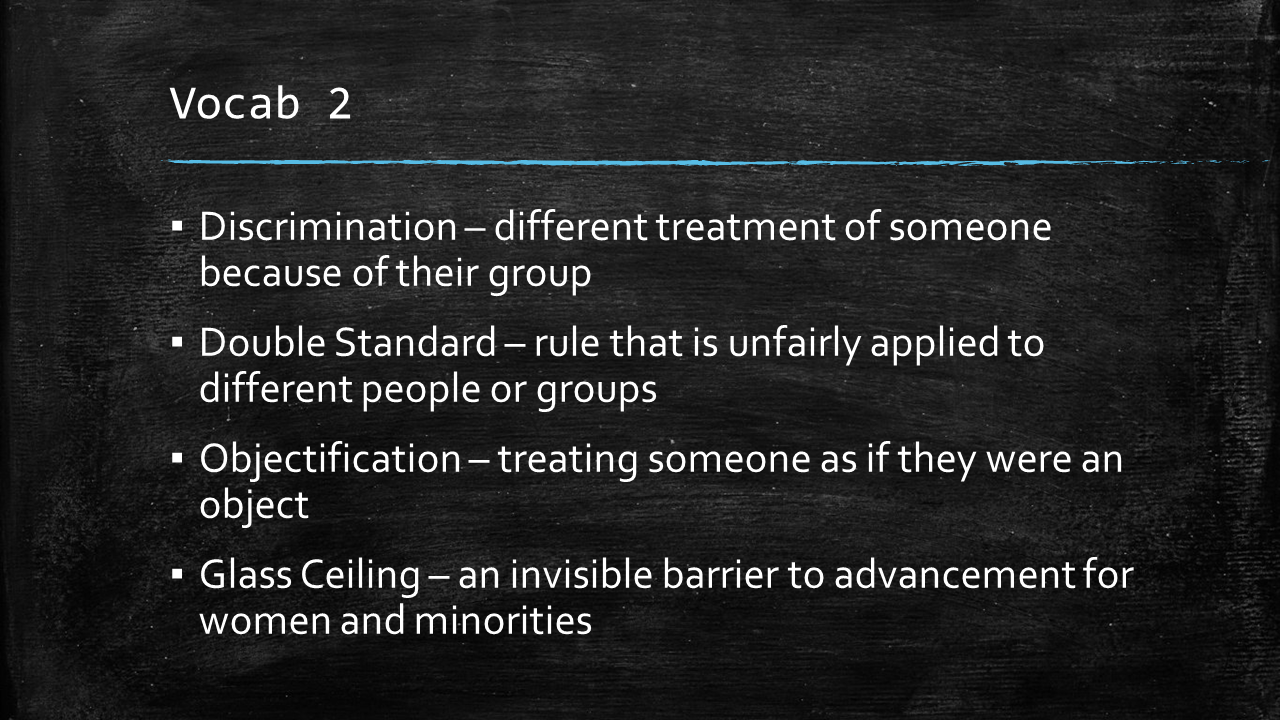 Vocab 2
▪ Discrimination – different treatment of someone
because of their group
▪ Double Standard – rule that is unfairly applied to
different people or groups
▪ Objectification – treating someone as if they were an
object
▪ Glass Ceiling – an invisible barrier to advancement for
women and minorities